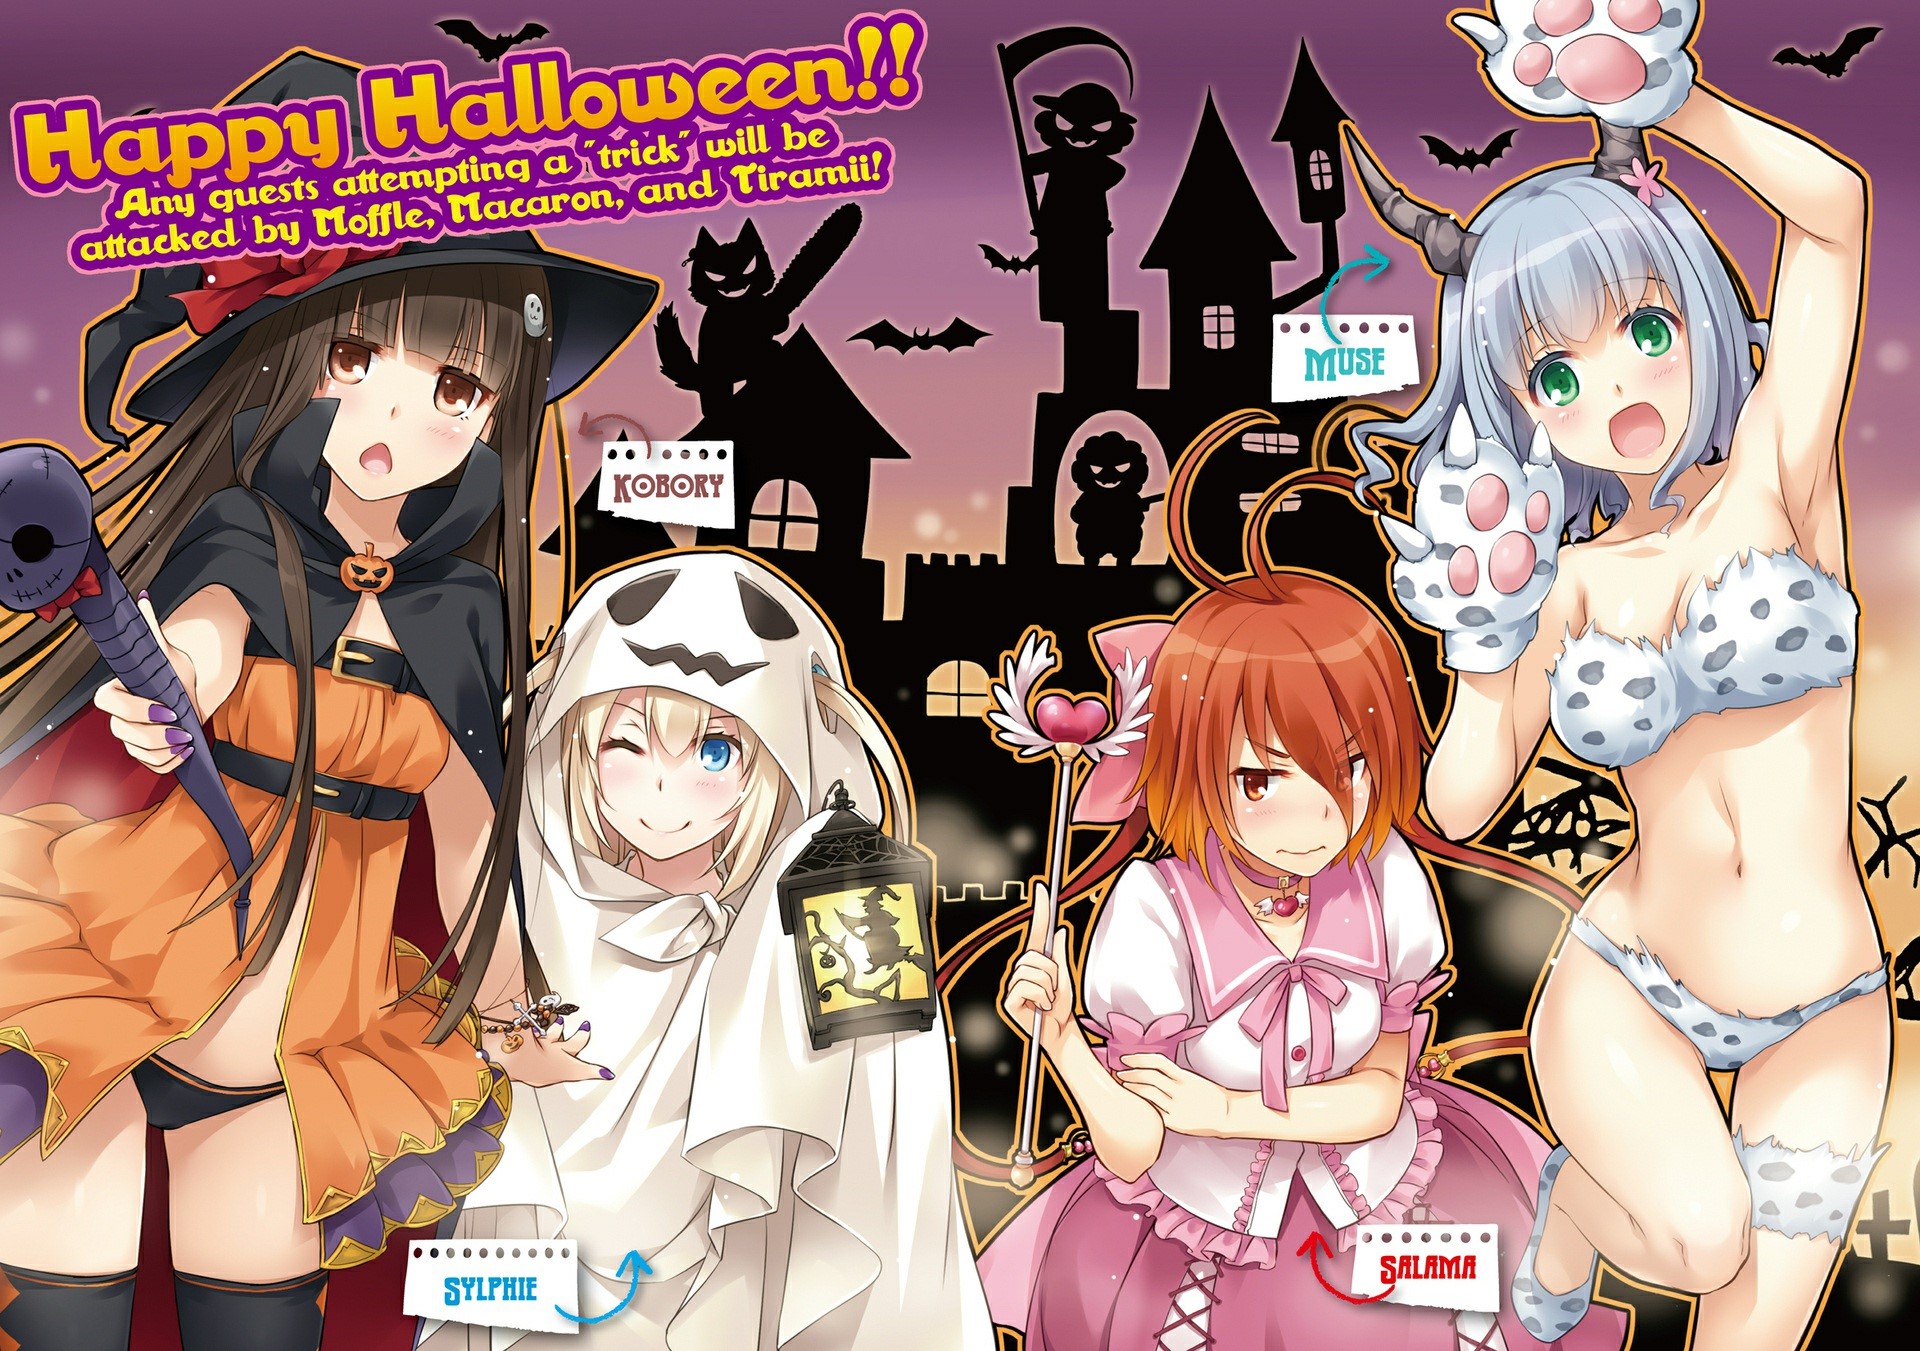 Happy Halloween!!
Any guests attempting a "trick" will be
attacked by Moffle, Macaron, and Tiramii!
MUSE
KOBORY
SYLPHIE
SALAMA